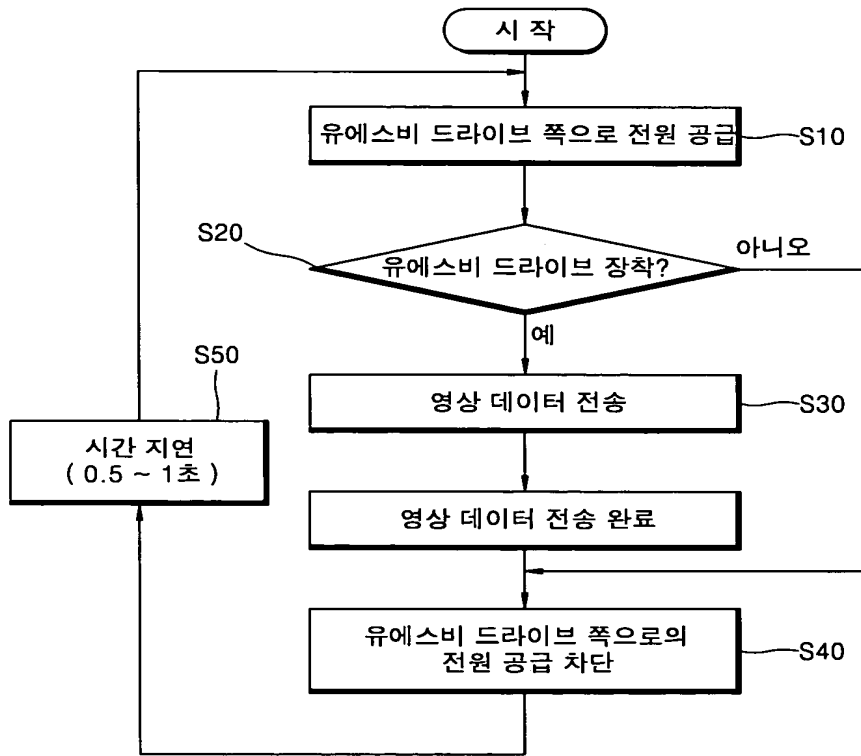 시 작
유에스비 드라이브 쪽으로 전원 공급
S10
S20
유에스비 드라이브 장착?
아니오
예
S50
영상 데이터 전송
S30
시간 지연
( 0.5 ~ 1초 )
영상 데이터 전송 완료
유에스비 드라이브 쪽으로의
전원 공급 차단
S40